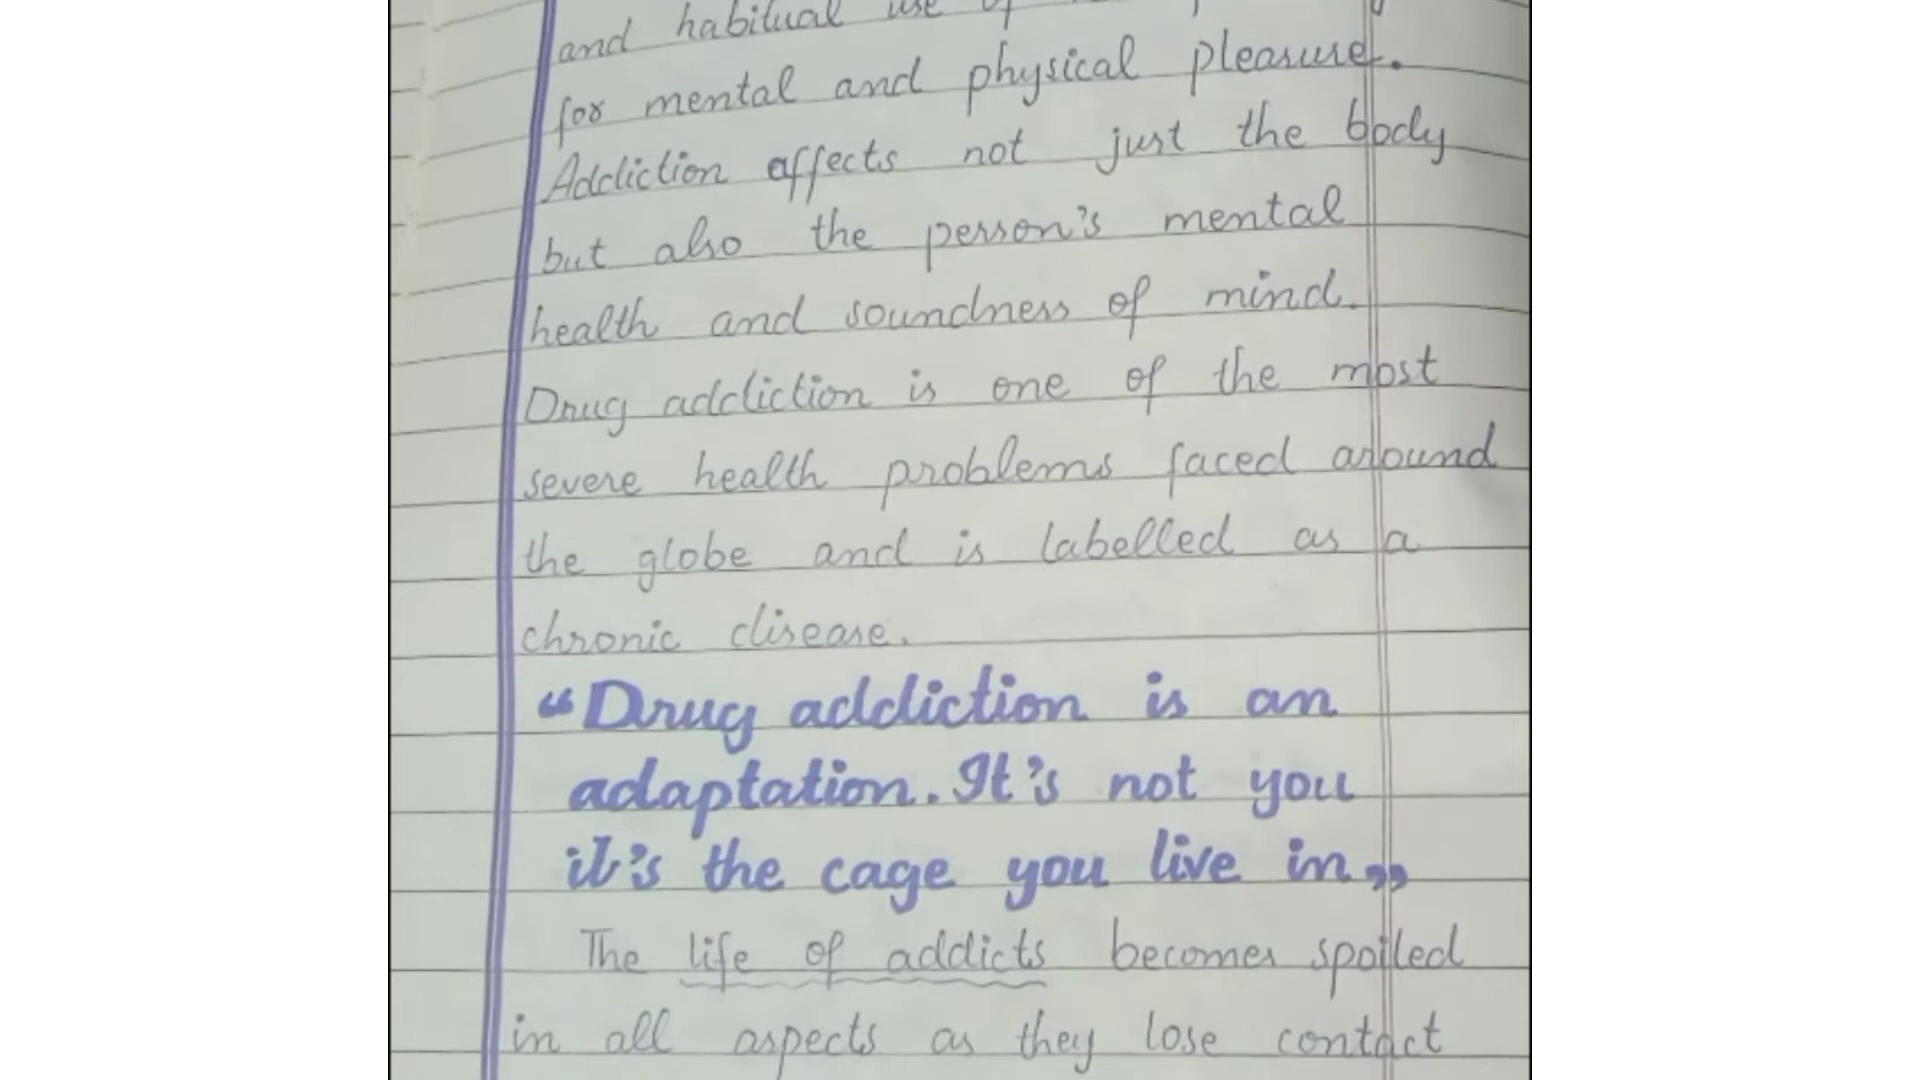 and habitual use of
for mental and physical pleasure.
Addiction affects not just the body
but also the person's mental
health and soundness of mind.
Drug addiction is one of the most
severe health problems faced around
the globe and is labelled as a
chronic disease.
“Drug addiction is an
adaptation. It's not you
it's the cage you live in„
The life of addicts becomes spoiled
in all aspects as they lose contact